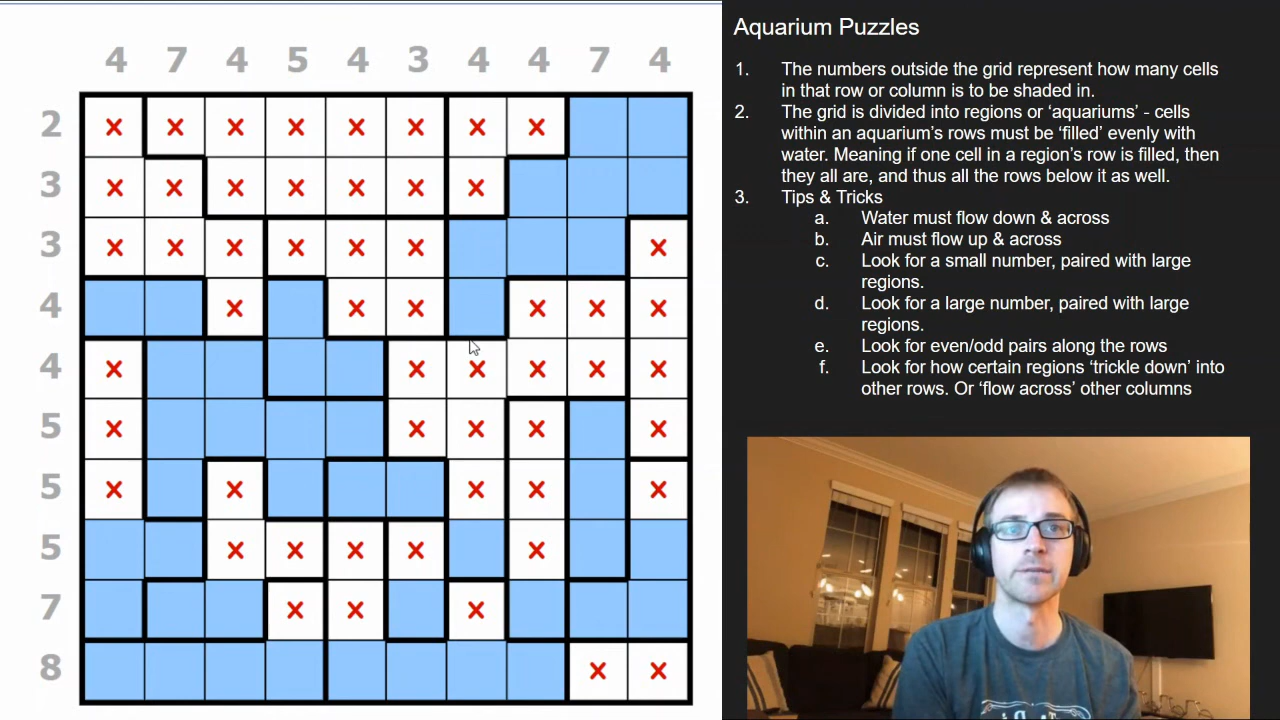 Aquarium Puzzles
4 7 4 5 4 3 4 4 7 4
2
3
3
4
4
5
5
5
7
8
1. The numbers outside the grid represent how many cells
in that row or column is to be shaded in.
2. The grid is divided into regions or ‘aquariums’ - cells
within an aquarium’s rows must be ‘filled’ evenly with
water. Meaning if one cell in a region’s row is filled, then
they all are, and thus all the rows below it as well.
3. Tips & Tricks
a. Water must flow down & across
b. Air must flow up & across
c. Look for a small number, paired with large
regions.
d. Look for a large number, paired with large
regions.
e. Look for even/odd pairs along the rows
f. Look for how certain regions ‘trickle down’ into
other rows. Or ‘flow across’ other columns